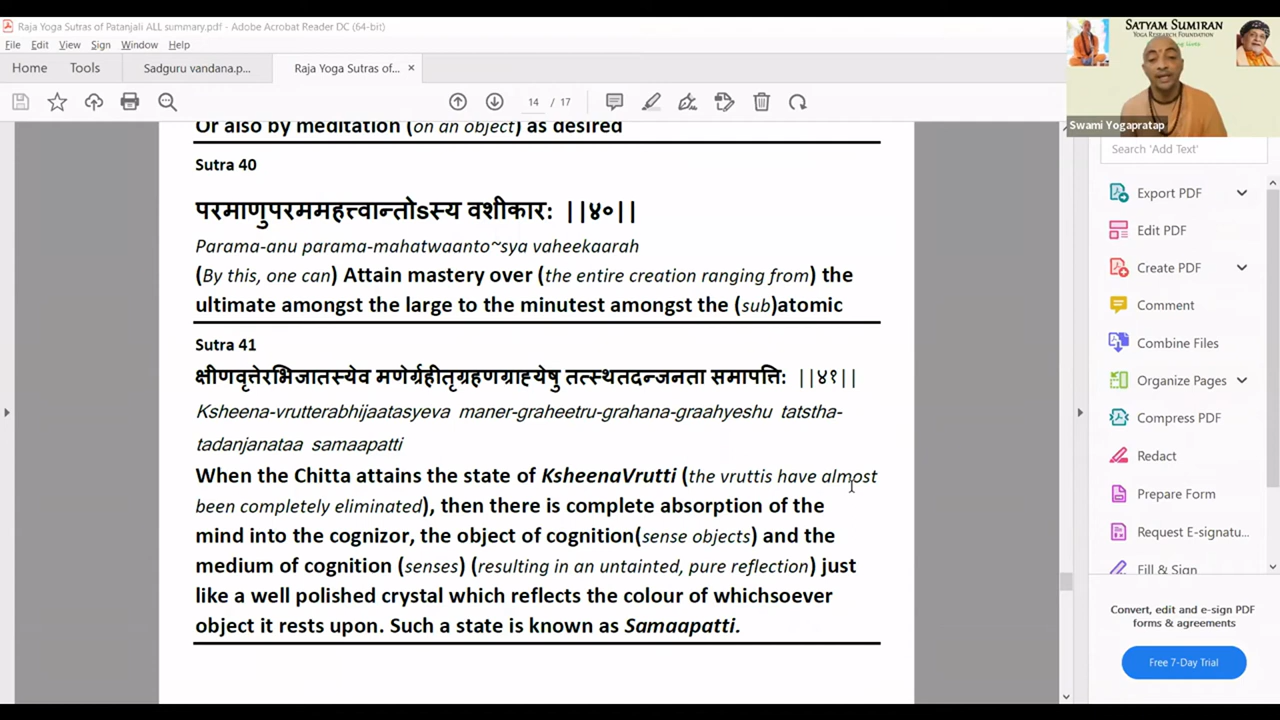 Raja Yoga Sutras of Patanjali ALL summary.pdf - Adobe Acrobat Reader DC (64-bit)
File Edit View Sign Window Help
Home Tools Sadguru vandana.p... Raja Yoga Sutras of... ×
14 / 17
SATYAM SUMIRAN
YOGA RESEARCH FOUNDATION
Swami Yogapratap
Search 'Add Text'
Or also by meditation (on an object) as desired
Sutra 40
परमाणुपरममहत्त्वान्तोऽस्य वशीकार: ||४०||
Parama-anu parama-mahatwaanto~sya vaheekaarah
(By this, one can) Attain mastery over (the entire creation ranging from) the
ultimate amongst the large to the minutest amongst the (sub)atomic
Sutra 41
क्षीणवृत्तेरभिजातस्येव मणेर्ग्रहीतृग्रहणग्राह्येषु तत्स्थतदन्जनता समापत्ति: ||४१||
Ksheena-vrutterabhijaatasyeva maner-graheetru-grahana-graahyeshu tatstha-
tadanjanataa samaapatti
When the Chitta attains the state of KsheenaVrutti (the vruttis have almost
been completely eliminated), then there is complete absorption of the
mind into the cognizor, the object of cognition(sense objects) and the
medium of cognition (senses) (resulting in an untainted, pure reflection) just
like a well polished crystal which reflects the colour of whichsoever
object it rests upon. Such a state is known as Samaapatti.
Export PDF
Edit PDF
Create PDF
Comment
Combine Files
Organize Pages
Compress PDF
Redact
Prepare Form
Request E-signatu...
Fill & Sign
Convert, edit and e-sign PDF
forms & agreements
Free 7-Day Trial